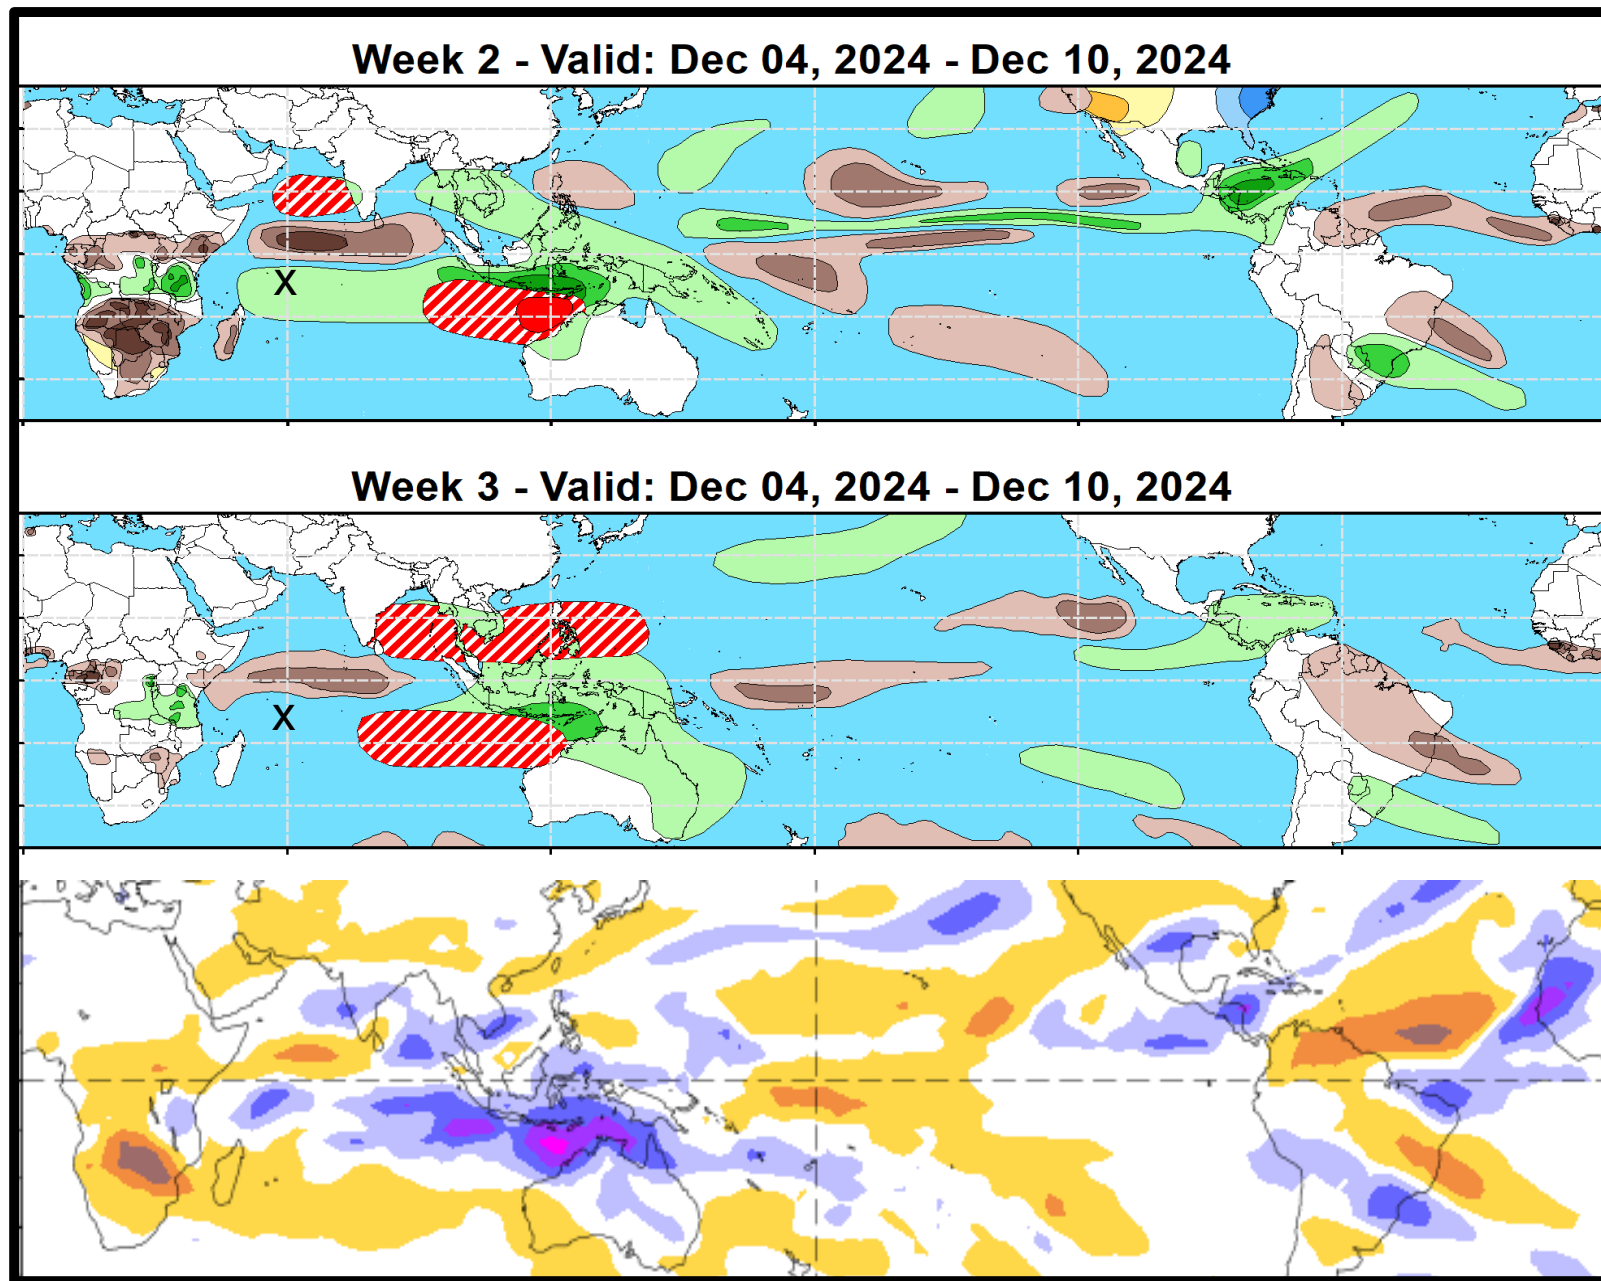 Week 2 - Valid: Dec 04, 2024 - Dec 10, 2024
X
Week 3 - Valid: Dec 04, 2024 - Dec 10, 2024
X